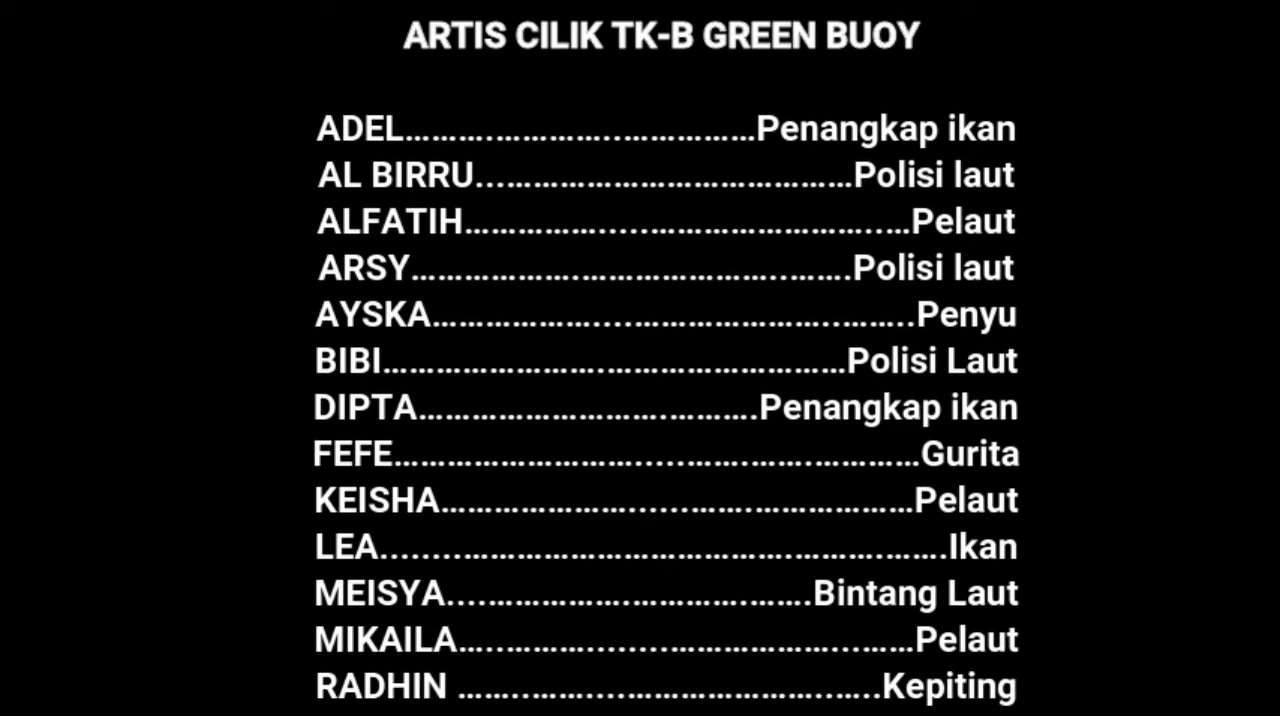 ARTIS CILIK TK-B GREEN BUOY
ADEL……….…………..……………Penangkap ikan
AL BIRRU...…………………………………Polisi laut
ALFATIH…………….....……………………..…Pelaut
ARSY……………….…………………..…….Polisi laut
AYSKA………………....…………………..……..Penyu
BIBI…………………….………………………Polisi Laut
DIPTA……………………….……….Penangkap ikan
FEFE……………………….....…….…….…………Gurita
KEISHA…………………......…….………………Pelaut
LEA.......…………………………….……….…….Ikan
MEISYA....…………….………….…….Bintang Laut
MIKAILA…..………......………………...……Pelaut
RADHIN ……..……....…………………..…..Kepiting